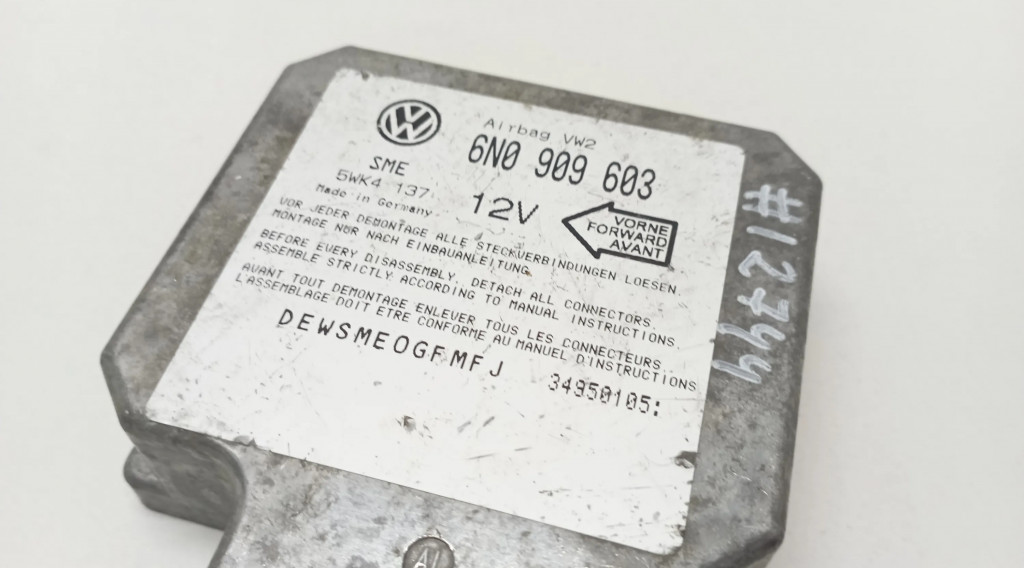 Airbag VW2
6N0 909 603
SME
5WK4 137
Made in Germany.
12V
VORNE
FORWARD
AVANT
VOR JEDER DEMONTAGE ALLE STECKVERBINDUNGEN LOESEN.
MONTAGE NUR NACH EINBAUANLEITUNG
BEFORE EVERY DISASSEMBLY, DETACH ALL CONNECTORS.
ASSEMBLE STRICTLY ACCORDING TO MANUAL INSTRUCTIONS.
AVANT TOUT DEMONTAGE ENLEVER TOUS LES CONNECTEURS.
L'ASSEMBLAGE DOIT ETRE CONFORME AU MANUEL D'INSTRUCTIONS
DEWSMEOGFMFJ
34950105:
#12744
Al